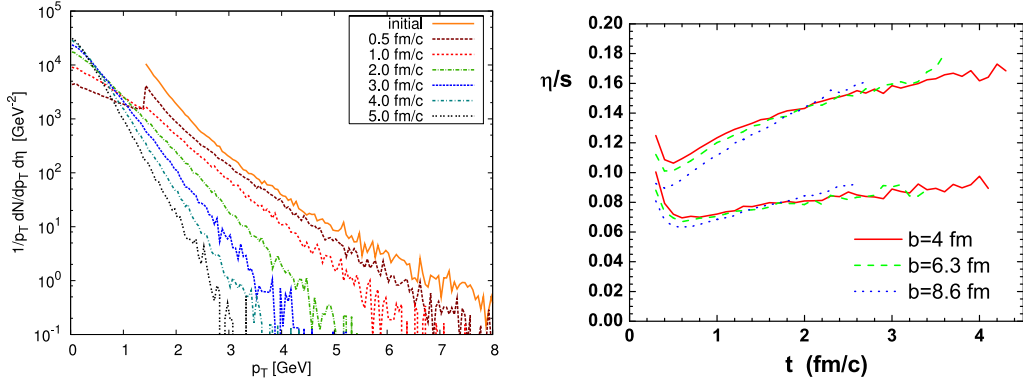 10^5
10^4
10^3
10^2
10^1
10^0
10^-1
1/p_T dN/dp_T dη [GeV^-2]
initial
0.5 fm/c
1.0 fm/c
2.0 fm/c
3.0 fm/c
4.0 fm/c
5.0 fm/c
0 1 2 3 4 5 6 7 8
p_T [GeV]
0.20
0.18
0.16
0.14
0.12
0.10
0.08
0.06
0.04
0.02
0.00
η/s
b=4 fm
b=6.3 fm
b=8.6 fm
0 1 2 3 4
t (fm/c)